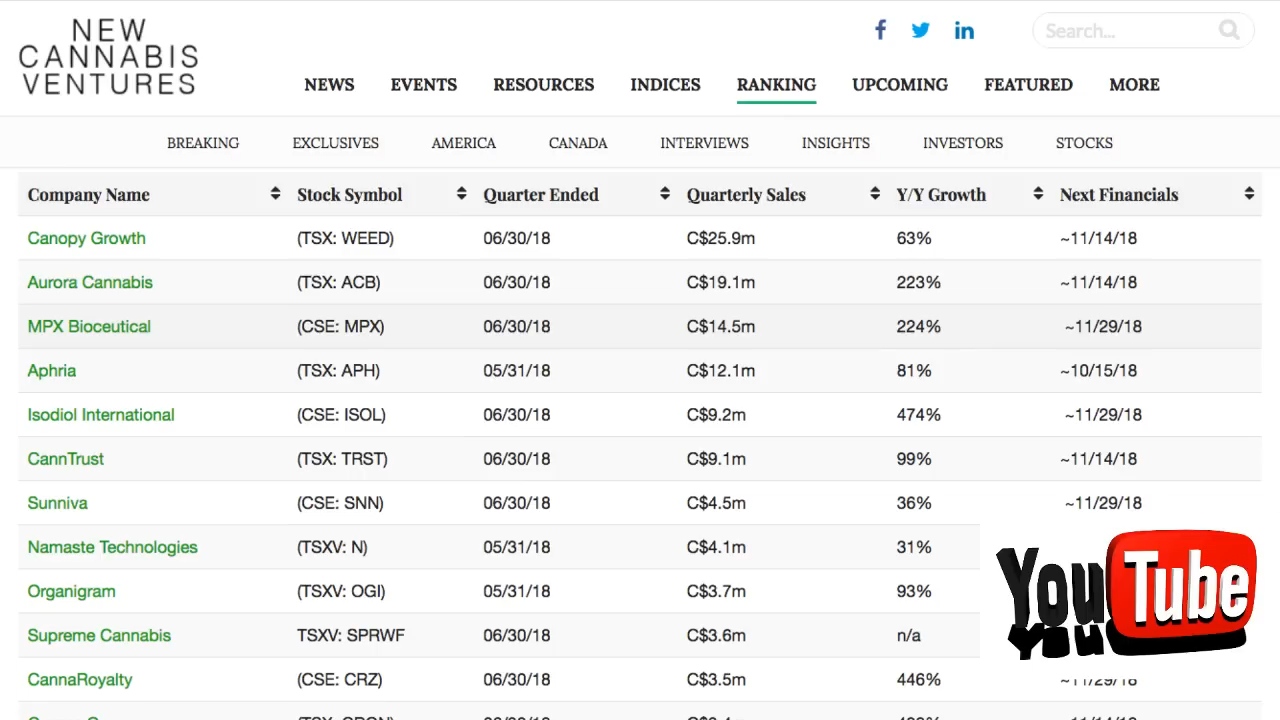 NEW
CANNABIS
VENTURES
Search...
NEWS EVENTS RESOURCES INDICES RANKING UPCOMING FEATURED MORE
BREAKING EXCLUSIVES AMERICA CANADA INTERVIEWS INSIGHTS INVESTORS STOCKS
Company Name Stock Symbol Quarter Ended Quarterly Sales Y/Y Growth Next Financials
Canopy Growth (TSX: WEED) 06/30/18 C$25.9m 63% ~11/14/18
Aurora Cannabis (TSX: ACB) 06/30/18 C$19.1m 223% ~11/14/18
MPX Bioceutical (CSE: MPX) 06/30/18 C$14.5m 224% ~11/29/18
Aphria (TSX: APH) 05/31/18 C$12.1m 81% ~10/15/18
Isodiol International (CSE: ISOL) 06/30/18 C$9.2m 474% ~11/29/18
CannTrust (TSX: TRST) 06/30/18 C$9.1m 99% ~11/14/18
Sunniva (CSE: SNN) 06/30/18 C$4.5m 36% ~11/29/18
Namaste Technologies (TSXV: N) 05/31/18 C$4.1m 31%
Organigram (TSXV: OGI) 05/31/18 C$3.7m 93%
Supreme Cannabis TSXV: SPRWF 06/30/18 C$3.6m n/a
CannaRoyalty (CSE: CRZ) 06/30/18 C$3.5m 446% ~11/29/18
YouTube